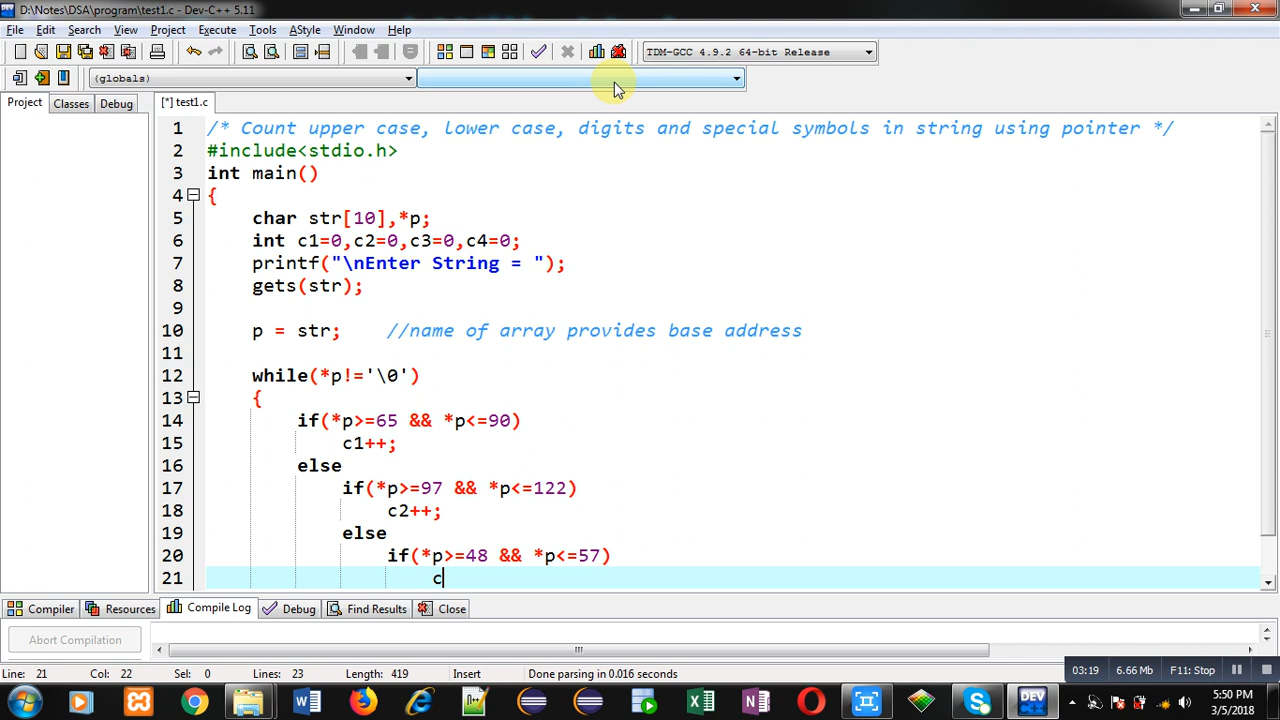 D:\Notes\DSA\program\test1.c - Dev-C++ 5.11
File Edit Search View Project Execute Tools AStyle Window Help
TDM-GCC 4.9.2 64-bit Release
(globals)
Project Classes Debug [*] test1.c
1 /* Count upper case, lower case, digits and special symbols in string using pointer */
2 #include<stdio.h>
3 int main()
4 {
5 char str[10],*p;
6 int c1=0,c2=0,c3=0,c4=0;
7 printf("\nEnter String = ");
8 gets(str);
9
10 p = str; //name of array provides base address
11
12 while(*p!='\0')
13 {
14 if(*p>=65 && *p<=90)
15 c1++;
16 else
17 if(*p>=97 && *p<=122)
18 c2++;
19 else
20 if(*p>=48 && *p<=57)
21 c
Compiler Resources Compile Log Debug Find Results Close
Abort Compilation
Line: 21 Col: 22 Sel: 0 Lines: 23 Length: 419 Insert Done parsing in 0.016 seconds
03:19 6.66 Mb F11: Stop
5:50 PM
3/5/2018